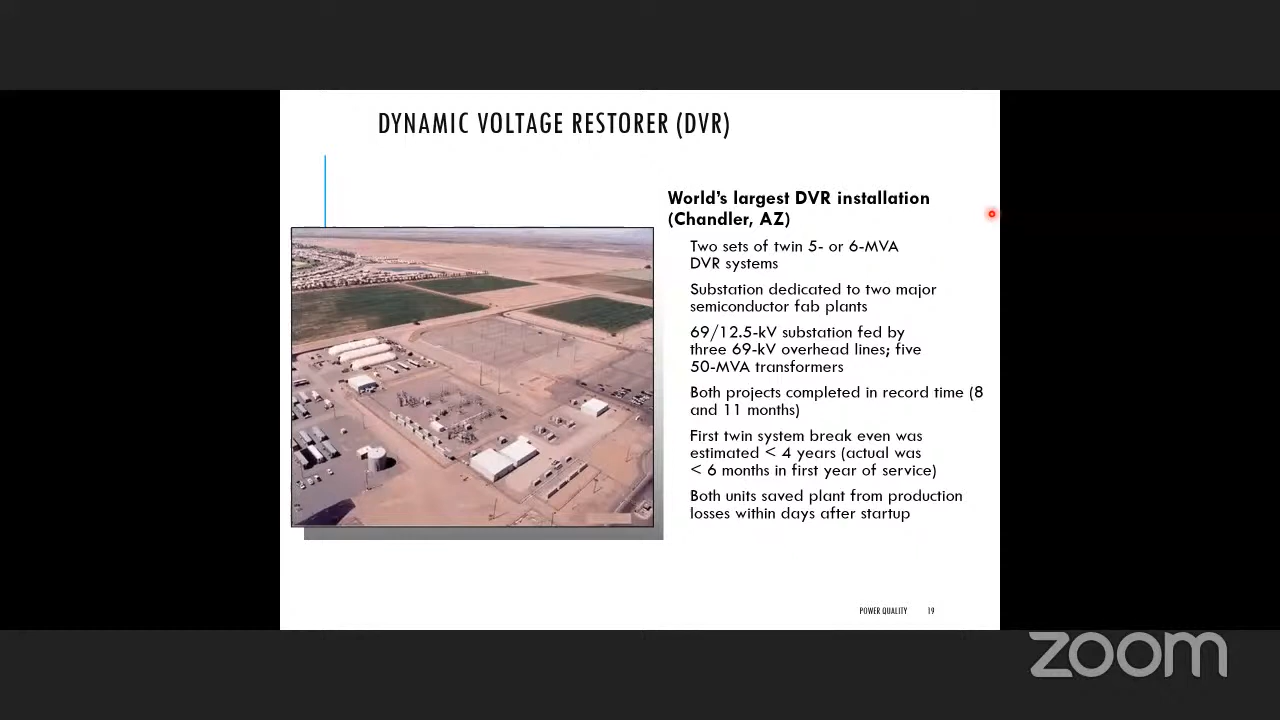 DYNAMIC VOLTAGE RESTORER (DVR)
World's largest DVR installation
(Chandler, AZ)
Two sets of twin 5- or 6-MVA
DVR systems
Substation dedicated to two major
semiconductor fab plants
69/12.5-kV substation fed by
three 69-kV overhead lines; five
50-MVA transformers
Both projects completed in record time (8
and 11 months)
First twin system break even was
estimated < 4 years (actual was
< 6 months in first year of service)
Both units saved plant from production
losses within days after startup
POWER QUALITY 19
zoom